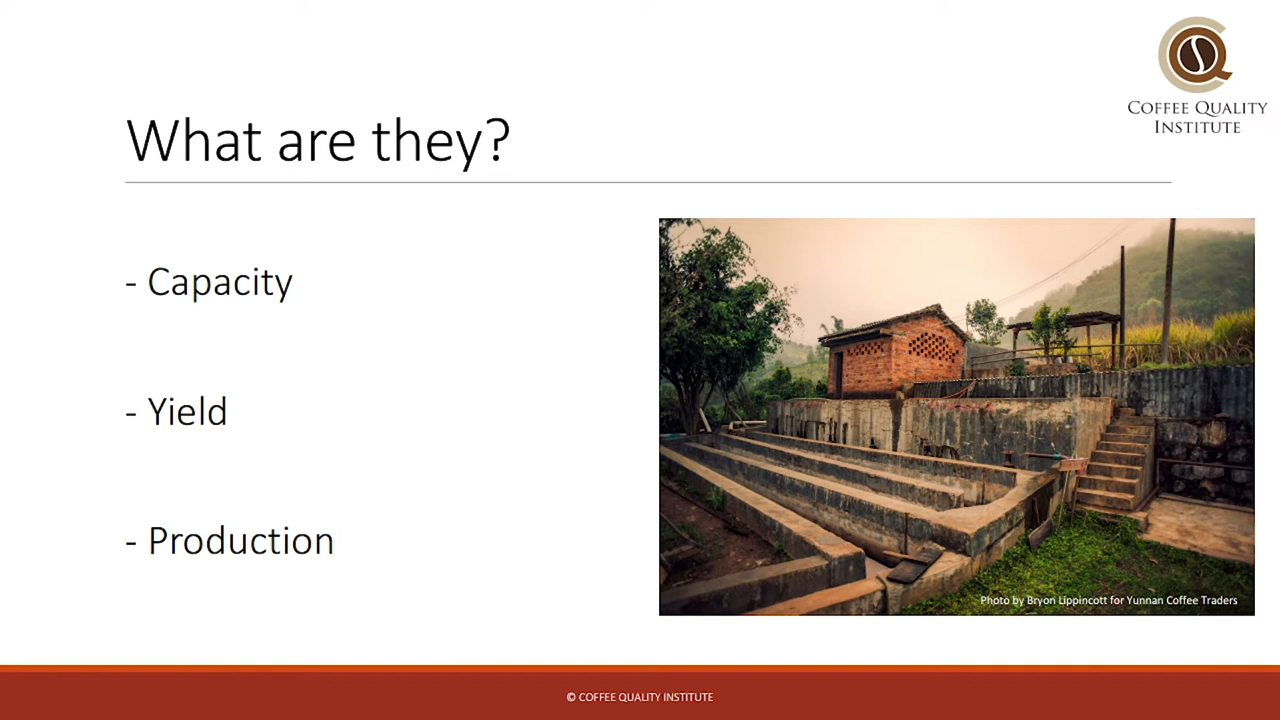 COFFEE QUALITY
INSTITUTE
What are they?
- Capacity
- Yield
- Production
Photo by Bryon Lippincott for Yunnan Coffee Traders
© COFFEE QUALITY INSTITUTE